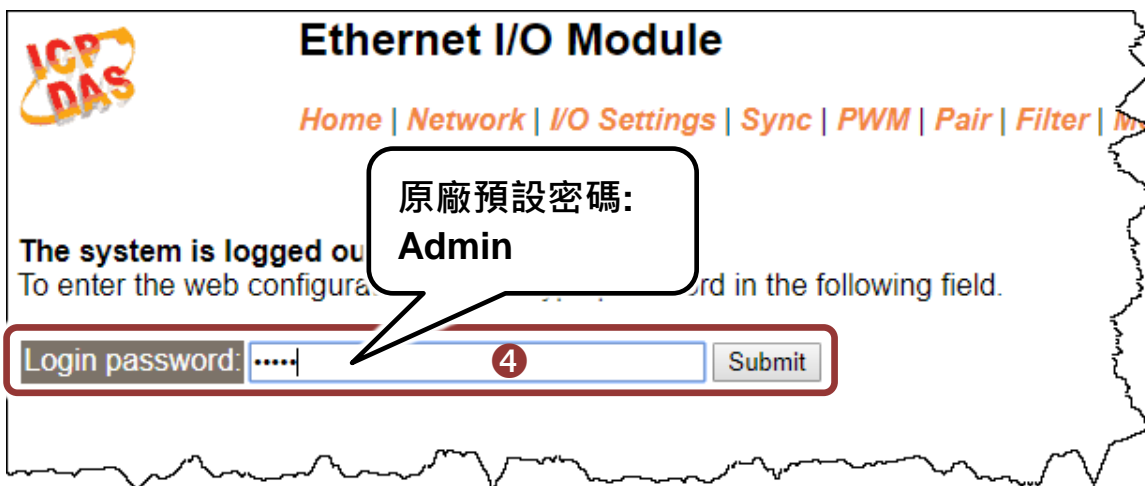 ICP
DAS
Ethernet I/O Module
Home | Network | I/O Settings | Sync | PWM | Pair | Filter |
原廠預設密碼:
Admin
The system is logged ou
To enter the web configura rd in the following field.
Login password: ••••• ❹ Submit